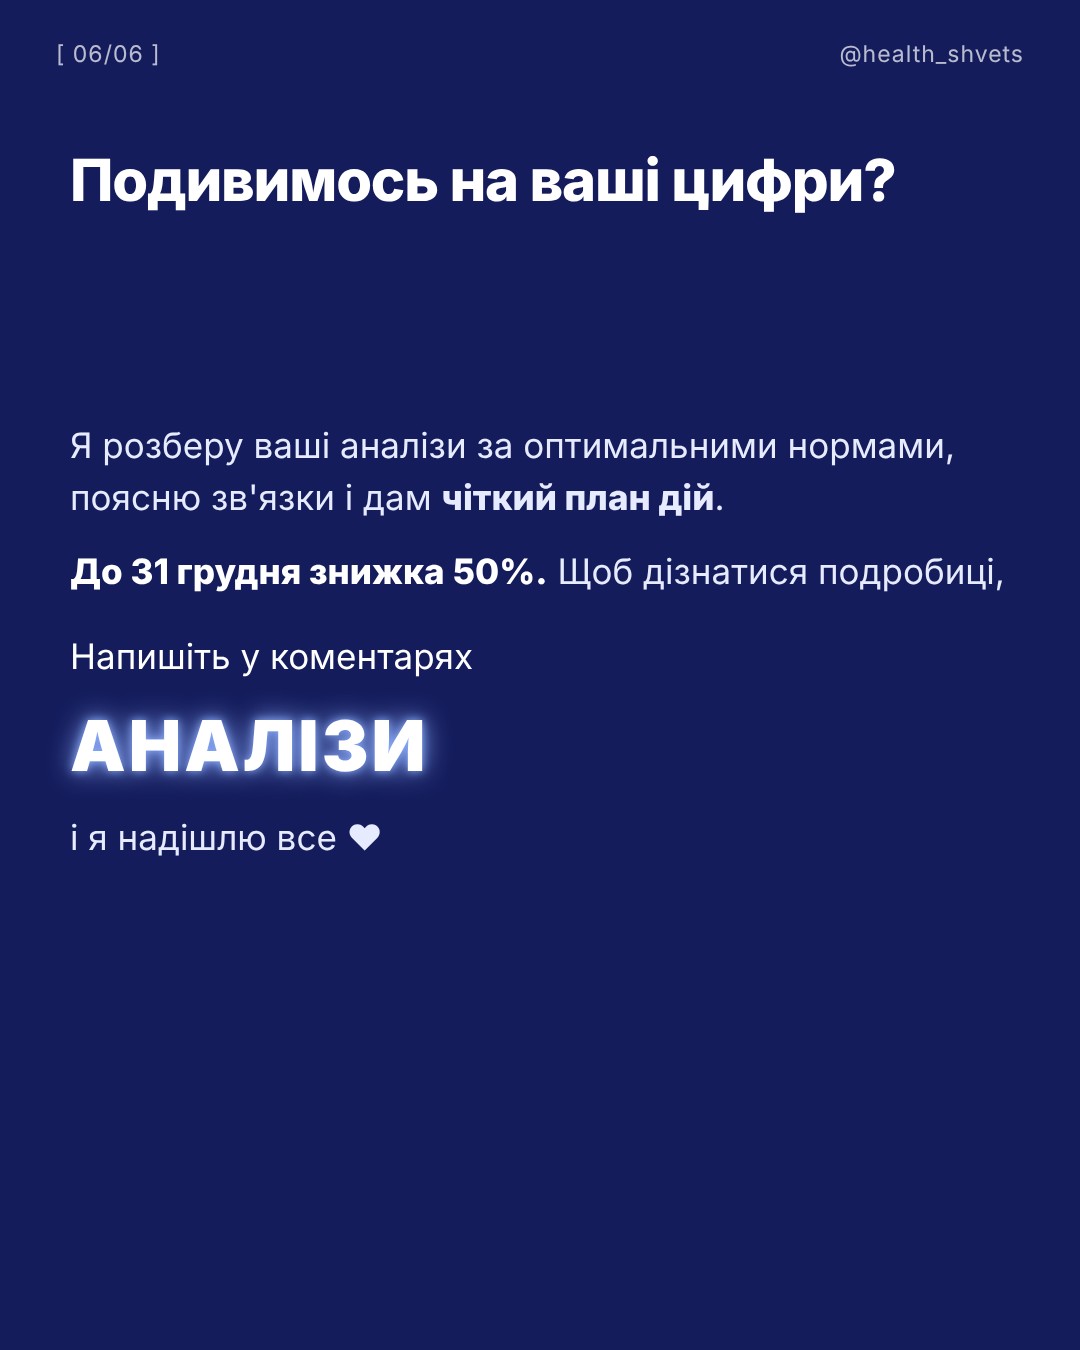 [ 06/06 ]
@health_shvets
Подивимось на ваші цифри?
Я розберу ваші аналізи за оптимальними нормами,
поясню зв'язки і дам чіткий план дій.
До 31 грудня знижка 50%. Щоб дізнатися подробиці,
Напишіть у коментарях
АНАЛІЗИ
і я надішлю все ♥